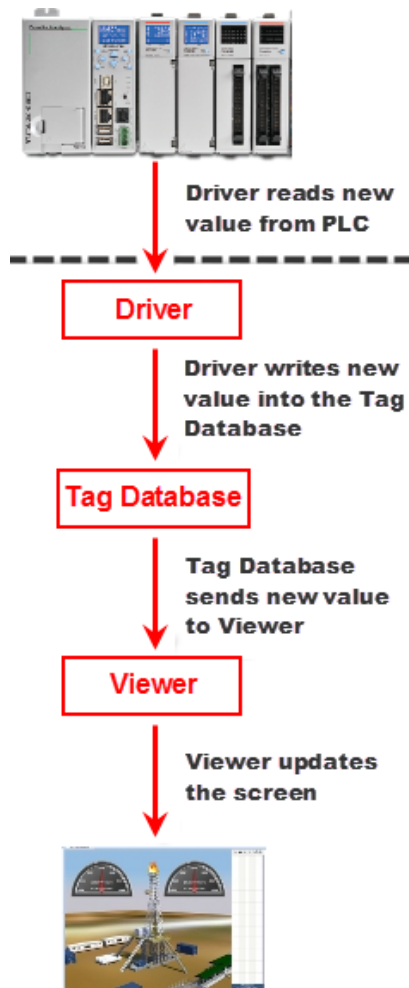 Driver reads new
value from PLC
Driver
Driver writes new
value into the Tag
Database
Tag Database
Tag Database
sends new value
to Viewer
Viewer
Viewer updates
the screen